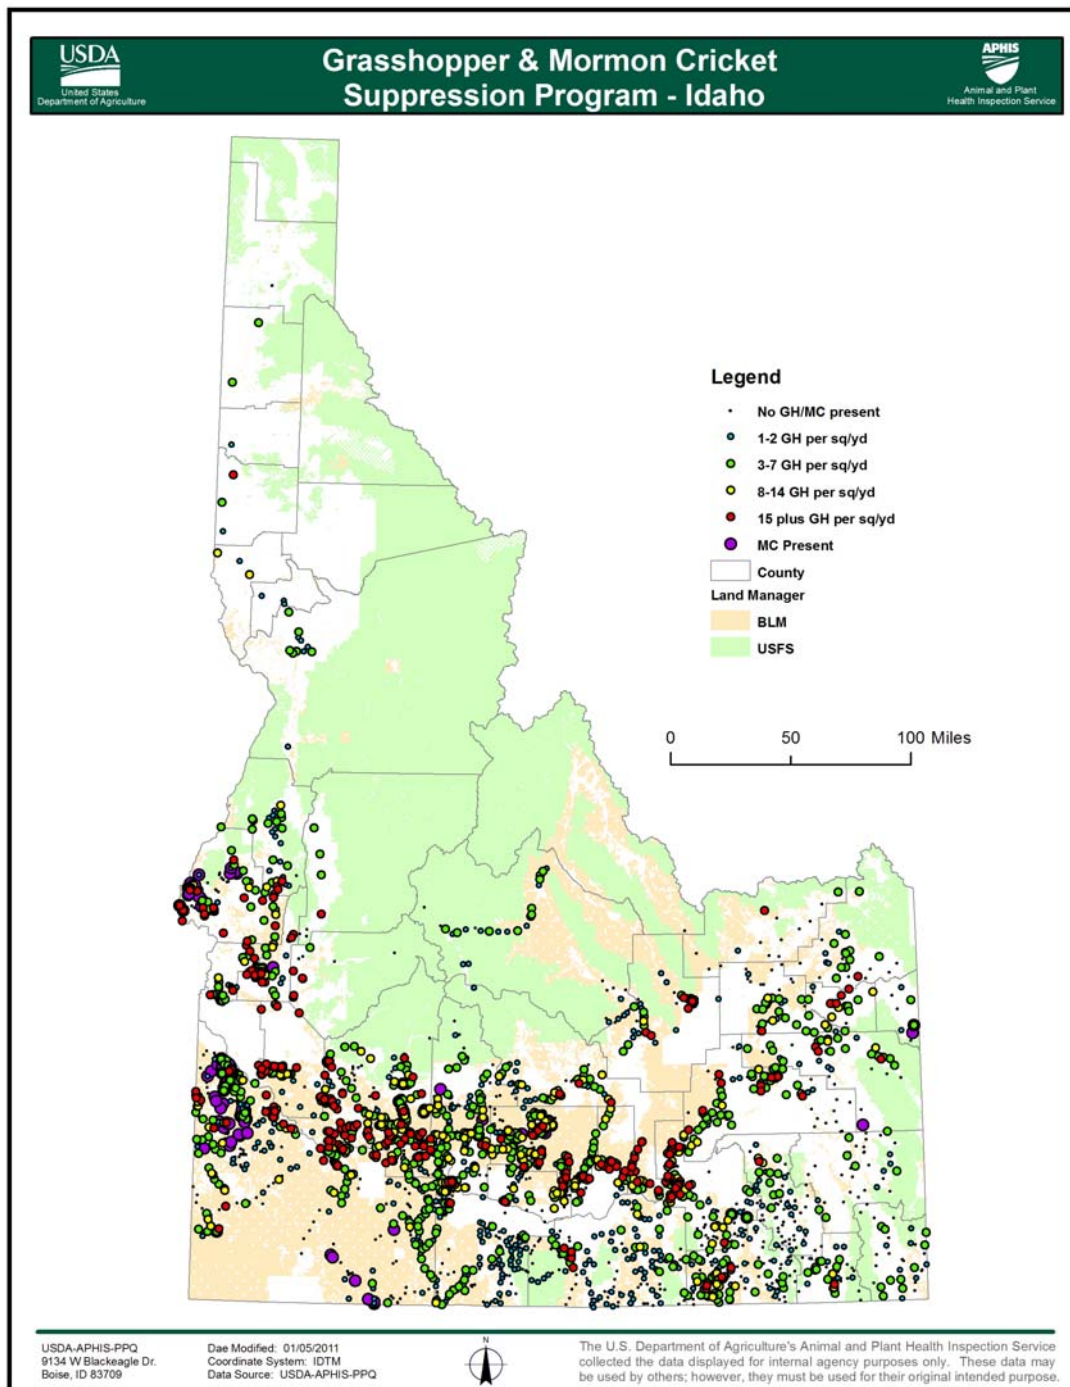 USDA
United States
Department of Agriculture
Grasshopper & Mormon Cricket
Suppression Program - Idaho
APHIS
Animal and Plant
Health Inspection Service
Legend
No GH/MC present
1-2 GH per sq/yd
3-7 GH per sq/yd
8-14 GH per sq/yd
15 plus GH per sq/yd
MC Present
County
Land Manager
BLM
USFS
0 50 100 Miles
USDA-APHIS-PPQ
9134 W Blackeagle Dr.
Boise, ID 83709
Dae Modified: 01/05/2011
Coordinate System: IDTM
Data Source: USDA-APHIS-PPQ
N
The U.S. Department of Agriculture's Animal and Plant Health Inspection Service
collected the data displayed for internal agency purposes only. These data may
be used by others; however, they must be used for their original intended purpose.